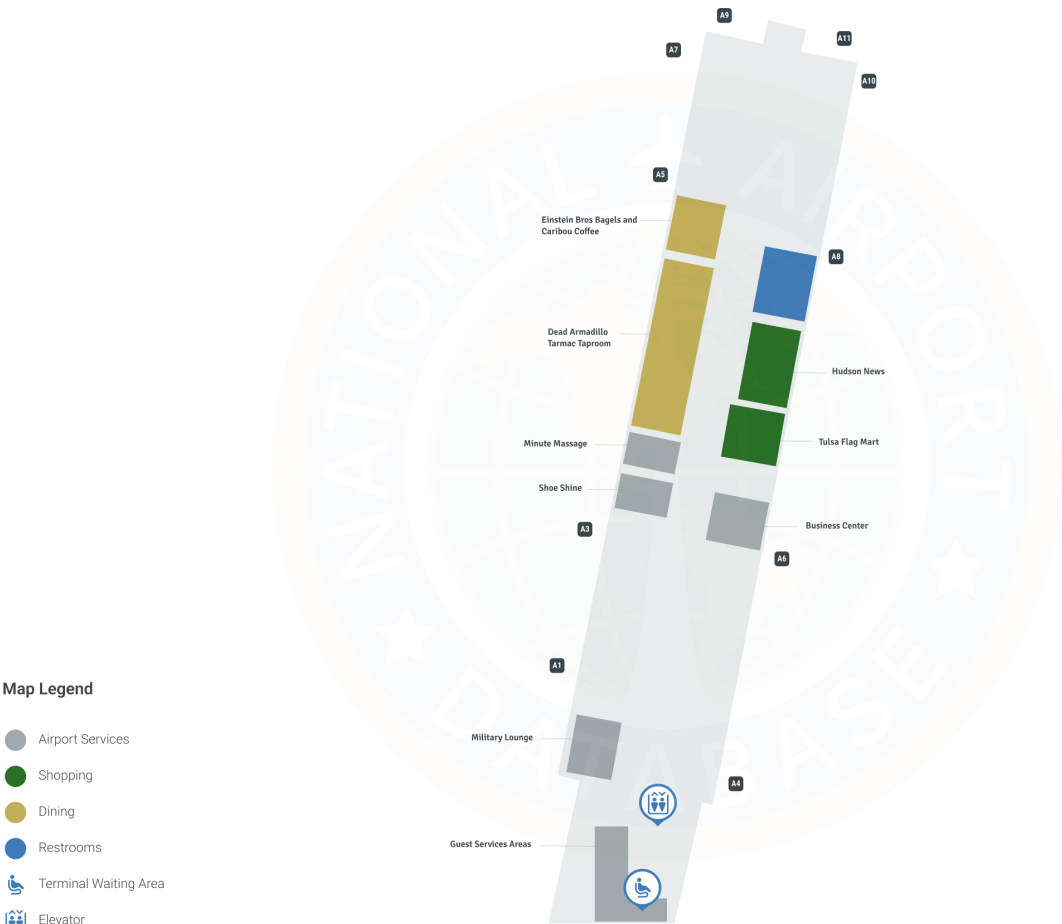 A9
A11
A7
A10
A5
Einstein Bros Bagels and
Caribou Coffee
A8
Dead Armadillo
Tarmac Taproom
Hudson News
Minute Massage
Tulsa Flag Mart
Shoe Shine
A3
Business Center
A6
A1
Military Lounge
A4
Guest Services Areas
Map Legend
Airport Services
Shopping
Dining
Restrooms
Terminal Waiting Area
Elevator
NATIONAL AIRPORT
DATABASE